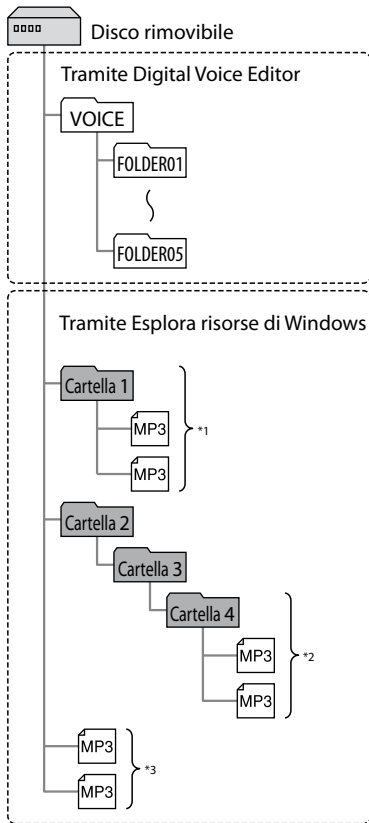 Disco rimovibile
Tramite Digital Voice Editor
VOICE
FOLDER01
FOLDER05
Tramite Esplora risorse di Windows
Cartella 1
MP3
*1
MP3
Cartella 2
Cartella 3
Cartella 4
MP3
*2
MP3
MP3
*3
MP3